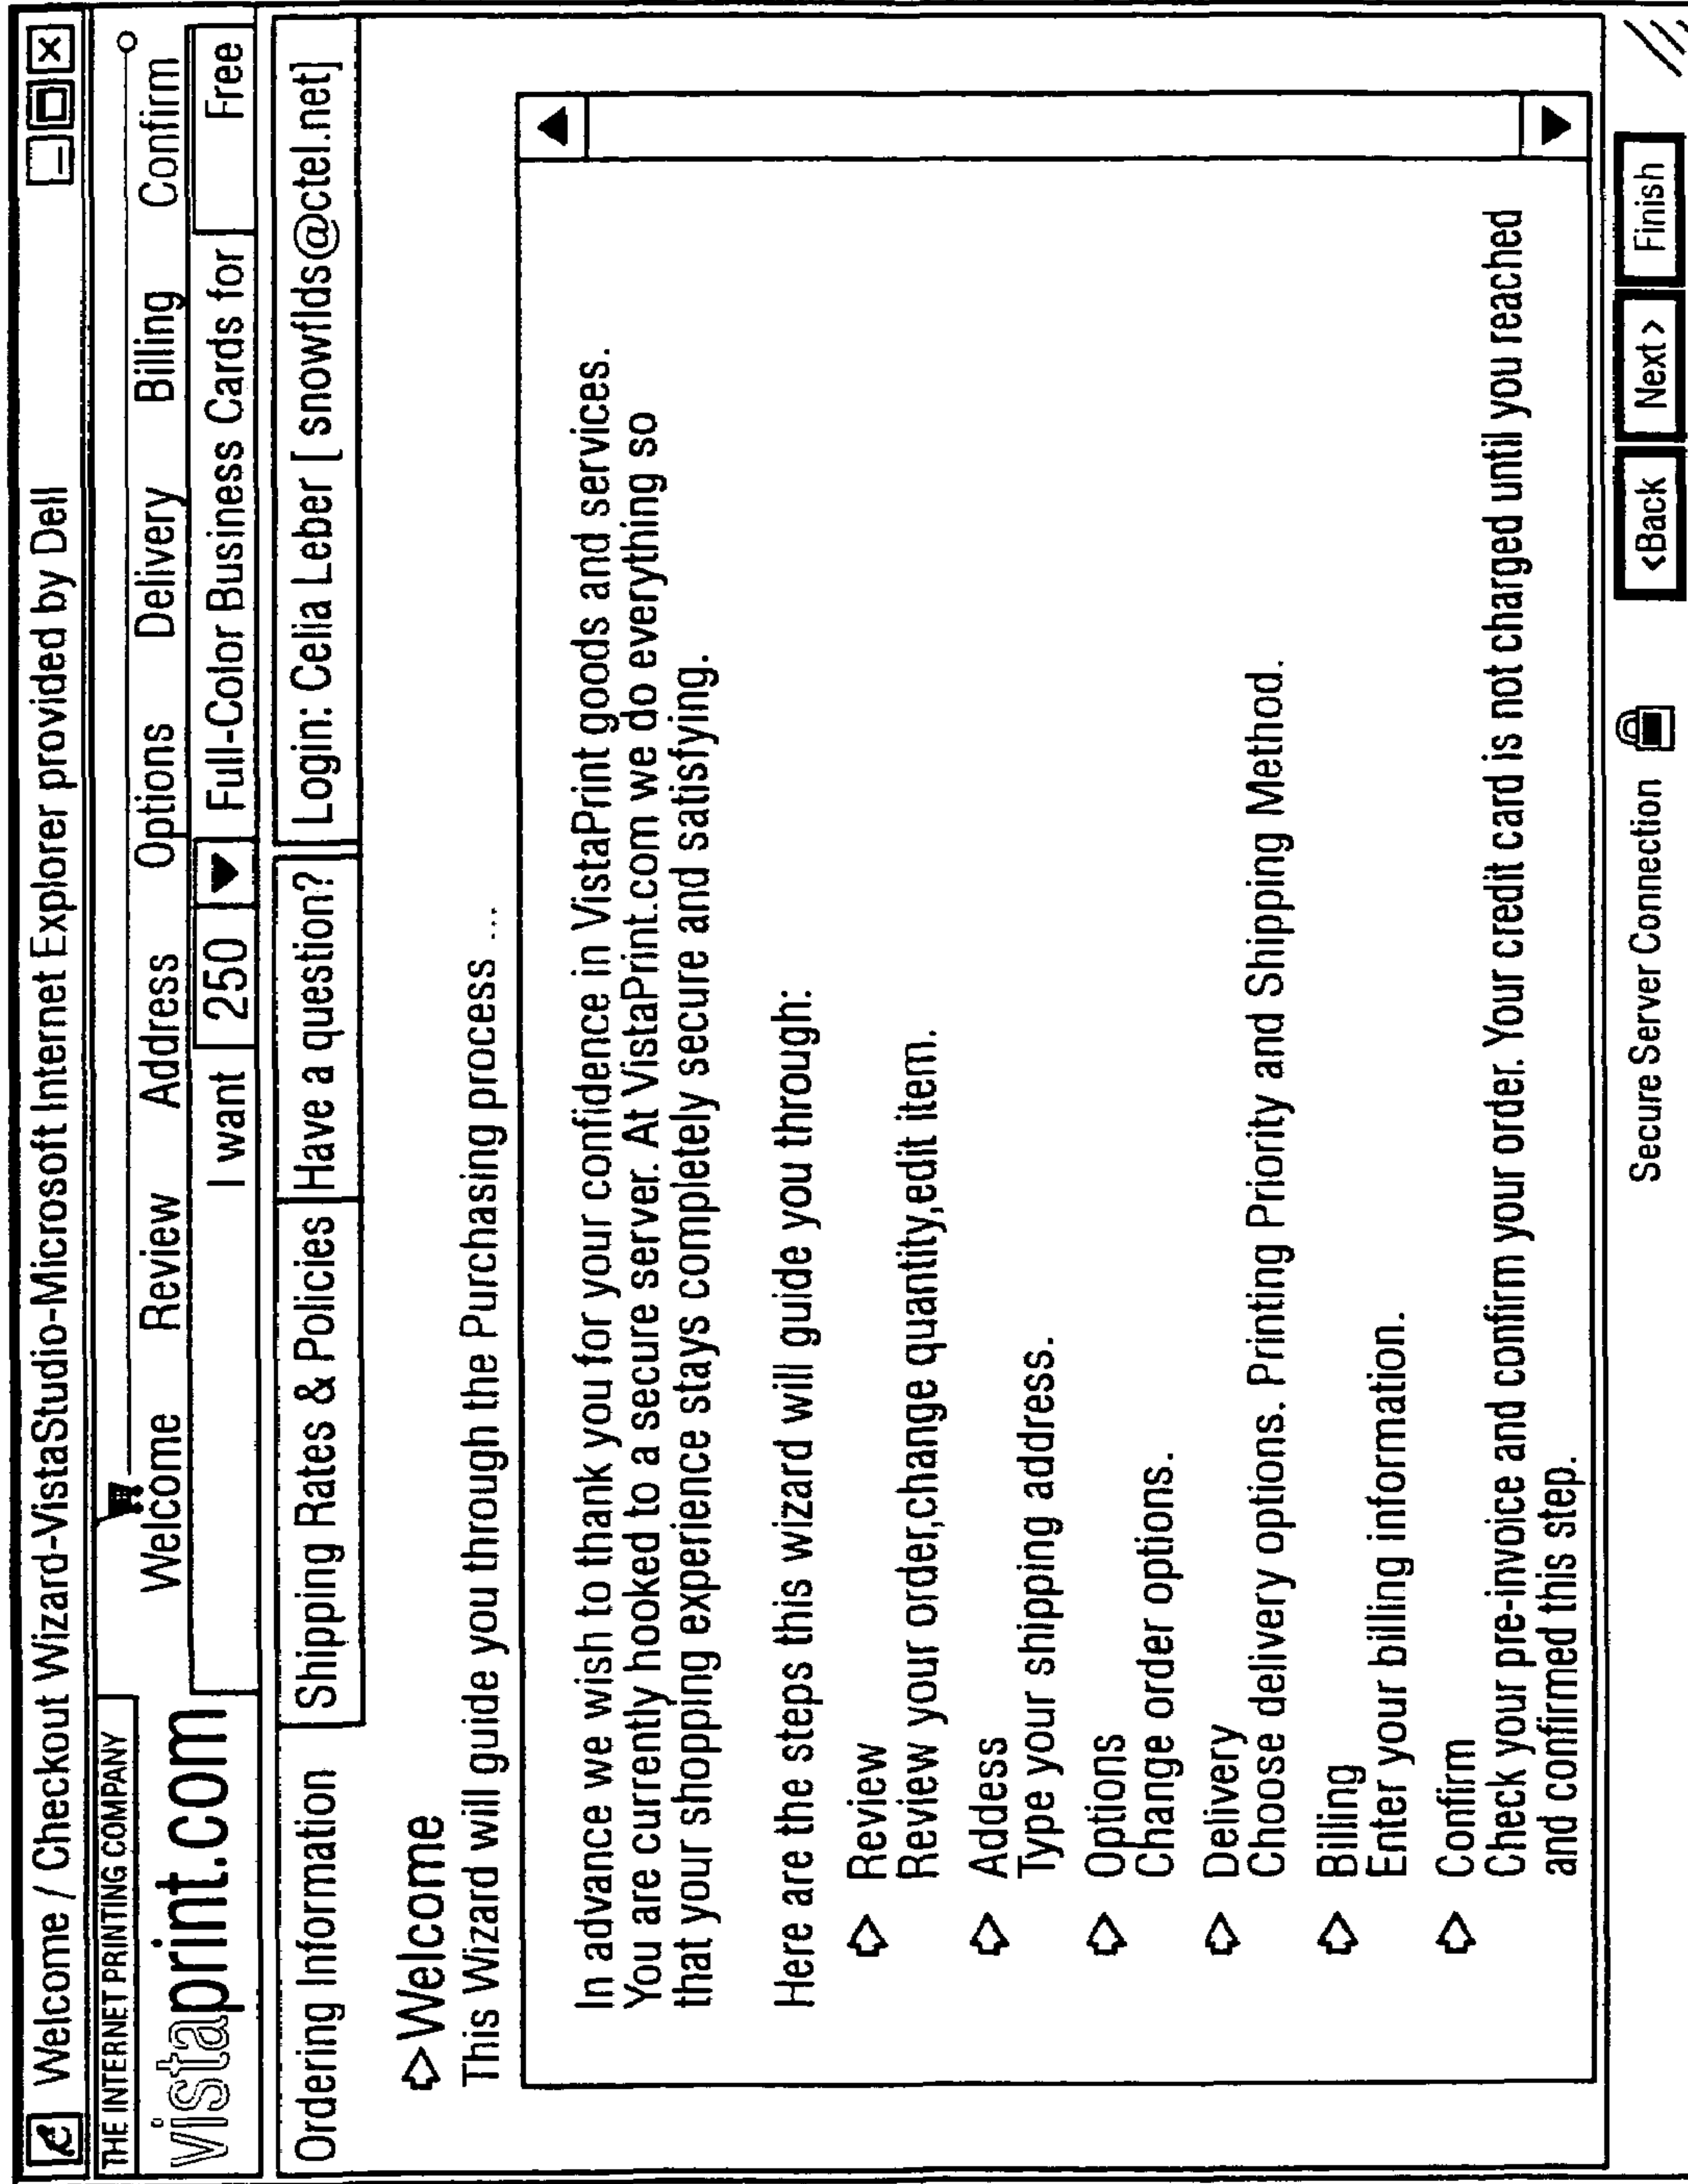 Welcome / Checkout Wizard-VistaStudio-Microsoft Internet Explorer provided by Dell
THE INTERNET PRINTING COMPANY
vistaprint.com
Welcome Review Address Options Delivery Billing Confirm
I want 250 Full-Color Business Cards for Free
Ordering Information Shipping Rates & Policies Have a question? Login: Celia Leber [ snowflds@ctel.net]
Welcome
This Wizard will guide you through the Purchasing process ...
In advance we wish to thank you for your confidence in VistaPrint goods and services.
You are currently hooked to a secure server. At VistaPrint.com we do everything so
that your shopping experience stays completely secure and satisfying.
Here are the steps this wizard will guide you through:
Review
Review your order,change quantity,edit item.
Addess
Type your shipping address.
Options
Change order options.
Delivery
Choose delivery options. Printing Priority and Shipping Method.
Billing
Enter your billing information.
Confirm
Check your pre-invoice and confirm your order. Your credit card is not charged until you reached
and confirmed this step.
Secure Server Connection <Back Next > Finish